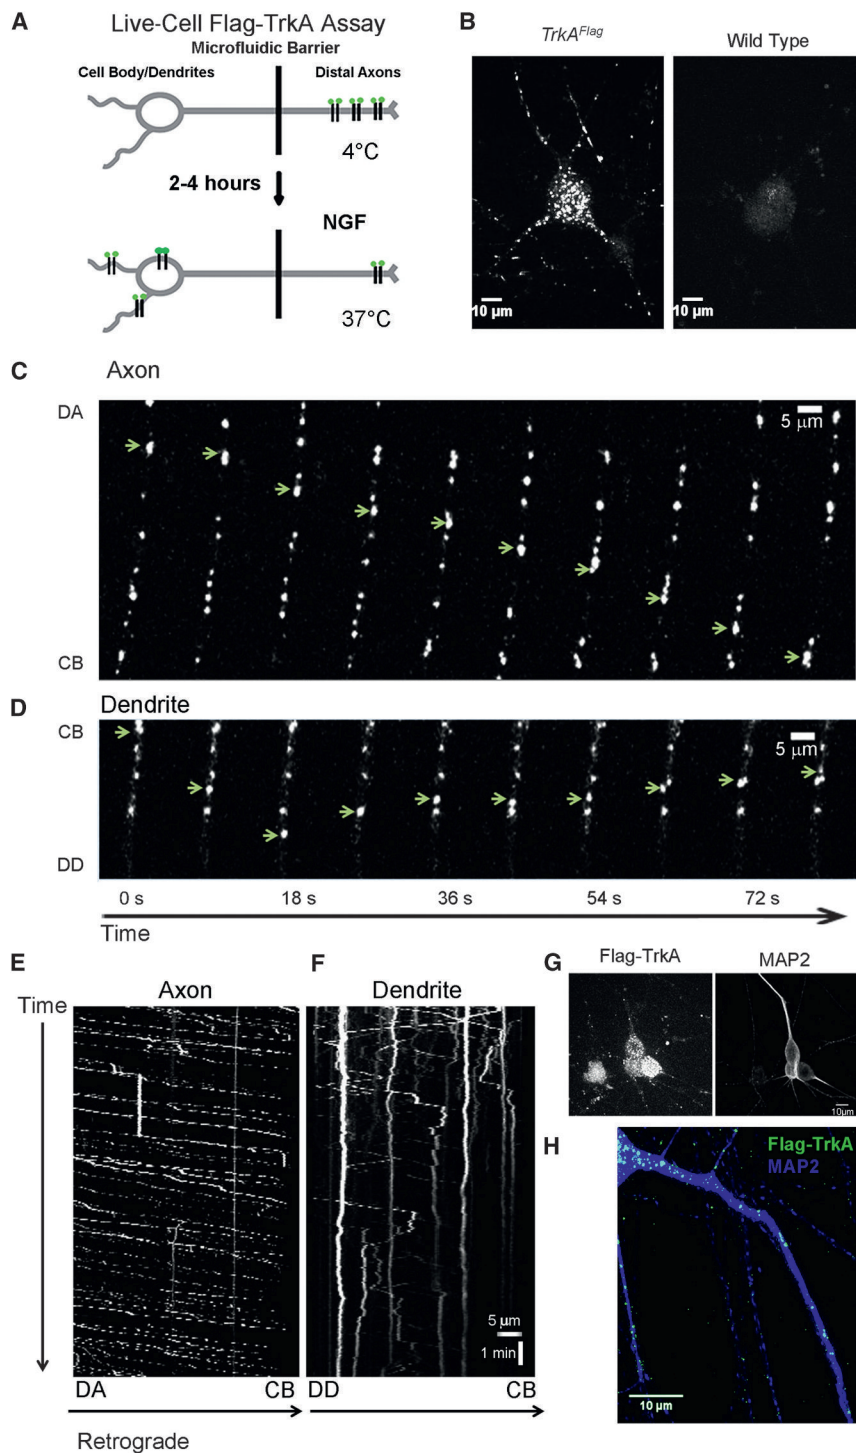 A
Live-Cell Flag-TrkA Assay
Microfluidic Barrier
Cell Body/Dendrites
Distal Axons
4°C
2-4 hours
NGF
37°C
B
TrkAFlag
Wild Type
10 µm
10 µm
C
Axon
DA
5 µm
CB
D
Dendrite
CB
5 µm
DD
0 s 18 s 36 s 54 s 72 s
Time
E
Axon
F
Dendrite
Time
5 µm
1 min
DA CB
DD CB
Retrograde
G
Flag-TrkA
MAP2
10µm
H
Flag-TrkA
MAP2
10 µm